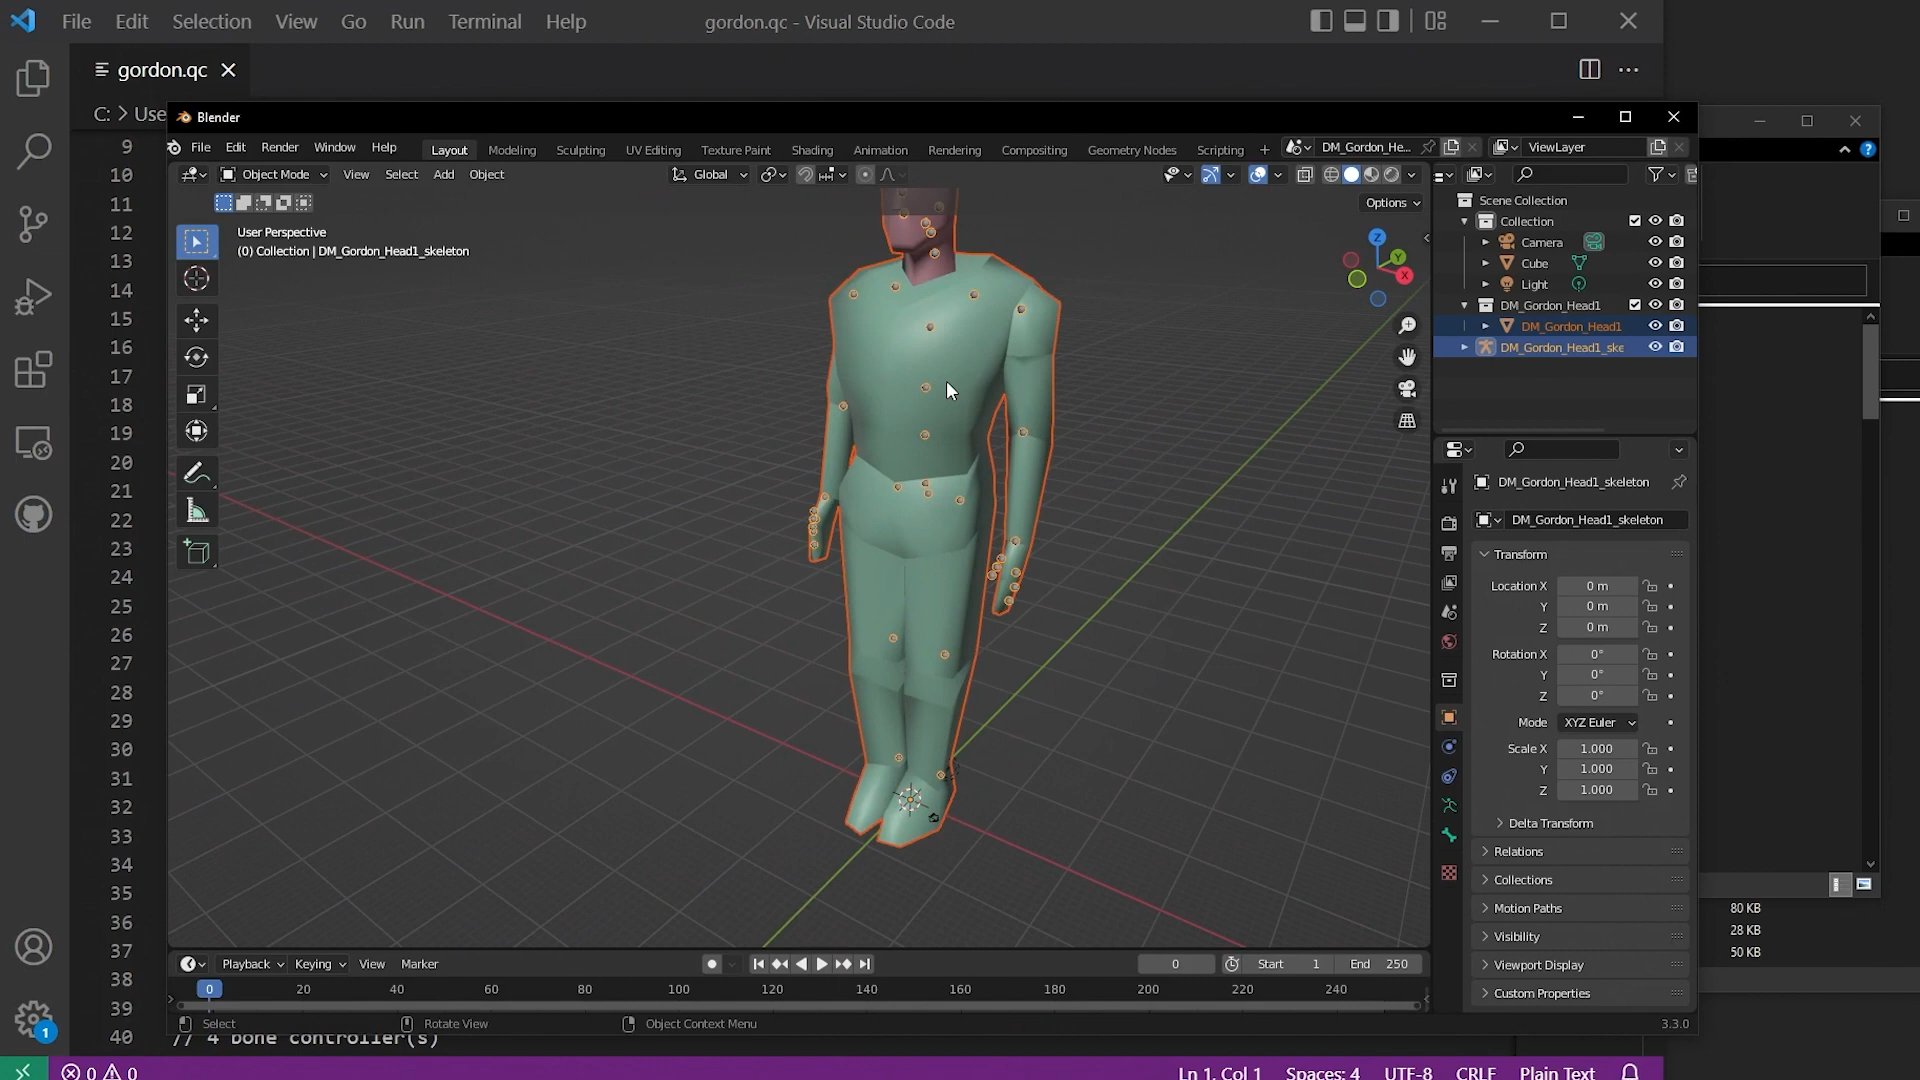 File Edit Selection View Go Run Terminal Help gordon.qc - Visual Studio Code
gordon.qc
C: > Use
9
10
11
12
13
14
15
16
17
18
19
20
21
22
23
24
25
26
27
28
29
30
31
32
33
34
35
36
37
38
39
40 // 4 bone controller(s)
Blender
File Edit Render Window Help Layout Modeling Sculpting UV Editing Texture Paint Shading Animation Rendering Compositing Geometry Nodes Scripting + DM_Gordon_He... ViewLayer
Object Mode View Select Add Object Global
Options
User Perspective
(0) Collection | DM_Gordon_Head1_skeleton
Z
Y
X
Scene Collection
Collection
Camera
Cube
Light
DM_Gordon_Head1
DM_Gordon_Head1
DM_Gordon_Head1_ske
DM_Gordon_Head1_skeleton
DM_Gordon_Head1_skeleton
Transform
Location X 0 m
Y 0 m
Z 0 m
Rotation X 0°
Y 0°
Z 0°
Mode XYZ Euler
Scale X 1.000
Y 1.000
Z 1.000
Delta Transform
Relations
Collections
Motion Paths
Visibility
Viewport Display
Custom Properties
Playback Keying View Marker 0 Start 1 End 250
0 20 40 60 80 100 120 140 160 180 200 220 240
Select Rotate View Object Context Menu 3.3.0
80 KB
28 KB
50 KB
1
0 0 Ln 1, Col 1 Spaces: 4 UTF-8 CRLF Plain Text